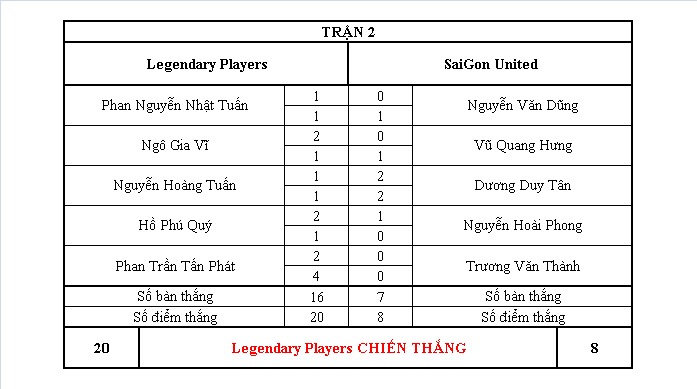 TRẬN 2
Legendary Players SaiGon United
Phan Nguyễn Nhật Tuấn 1 0 Nguyễn Văn Dũng
1 1
Ngô Gia Vĩ 2 0 Vũ Quang Hưng
1 1
Nguyễn Hoàng Tuấn 1 2 Dương Duy Tân
1 2
Hồ Phú Quý 2 1 Nguyễn Hoài Phong
1 0
Phan Trần Tấn Phát 2 0 Trương Văn Thành
4 0
Số bàn thắng 16 7 Số bàn thắng
Số điểm thắng 20 8 Số điểm thắng
20 Legendary Players CHIẾN THẮNG 8